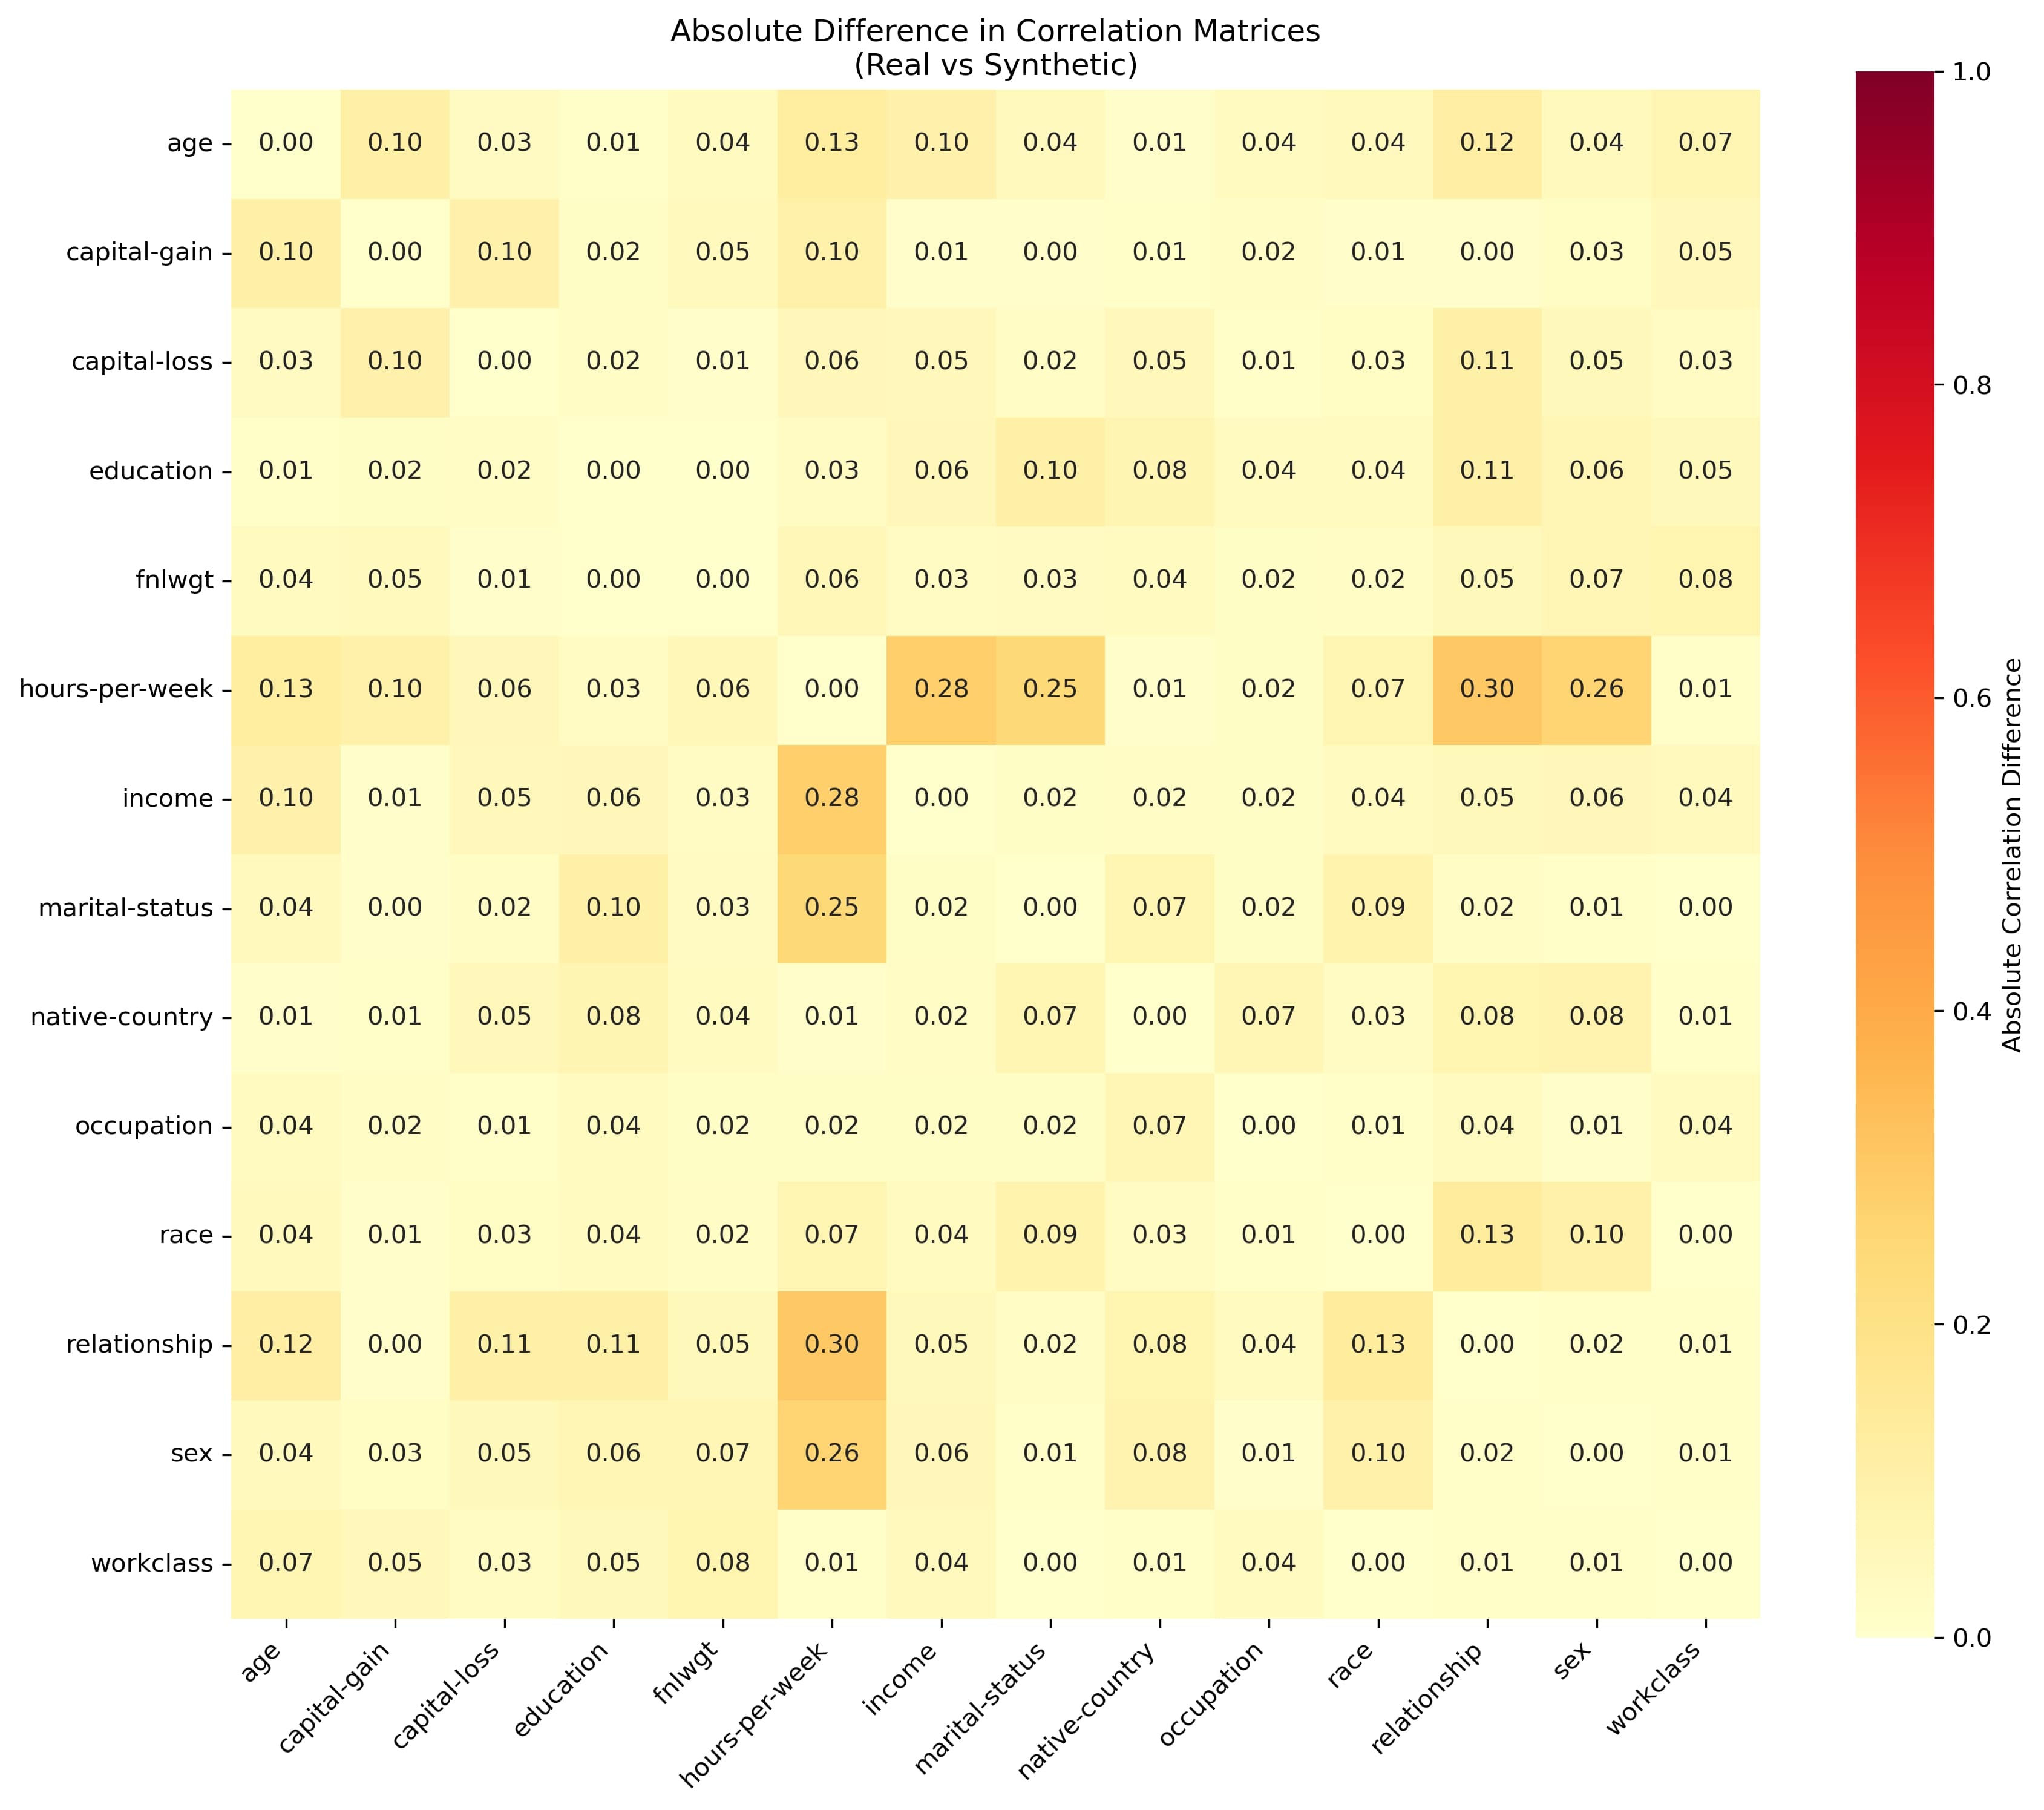 Absolute Difference in Correlation Matrices
(Real vs Synthetic)
age 0.00 0.10 0.03 0.01 0.04 0.13 0.10 0.04 0.01 0.04 0.04 0.12 0.04 0.07
capital-gain 0.10 0.00 0.10 0.02 0.05 0.10 0.01 0.00 0.01 0.02 0.01 0.00 0.03 0.05
capital-loss 0.03 0.10 0.00 0.02 0.01 0.06 0.05 0.02 0.05 0.01 0.03 0.11 0.05 0.03
education 0.01 0.02 0.02 0.00 0.00 0.03 0.06 0.10 0.08 0.04 0.04 0.11 0.06 0.05
fnlwgt 0.04 0.05 0.01 0.00 0.00 0.06 0.03 0.03 0.04 0.02 0.02 0.05 0.07 0.08
hours-per-week 0.13 0.10 0.06 0.03 0.06 0.00 0.28 0.25 0.01 0.02 0.07 0.30 0.26 0.01
income 0.10 0.01 0.05 0.06 0.03 0.28 0.00 0.02 0.02 0.02 0.04 0.05 0.06 0.04
marital-status 0.04 0.00 0.02 0.10 0.03 0.25 0.02 0.00 0.07 0.02 0.09 0.02 0.01 0.00
native-country 0.01 0.01 0.05 0.08 0.04 0.01 0.02 0.07 0.00 0.07 0.03 0.08 0.08 0.01
occupation 0.04 0.02 0.01 0.04 0.02 0.02 0.02 0.02 0.07 0.00 0.01 0.04 0.01 0.04
race 0.04 0.01 0.03 0.04 0.02 0.07 0.04 0.09 0.03 0.01 0.00 0.13 0.10 0.00
relationship 0.12 0.00 0.11 0.11 0.05 0.30 0.05 0.02 0.08 0.04 0.13 0.00 0.02 0.01
sex 0.04 0.03 0.05 0.06 0.07 0.26 0.06 0.01 0.08 0.01 0.10 0.02 0.00 0.01
workclass 0.07 0.05 0.03 0.05 0.08 0.01 0.04 0.00 0.01 0.04 0.00 0.01 0.01 0.00
age
capital-gain
capital-loss
education
fnlwgt
hours-per-week
income
marital-status
native-country
occupation
race
relationship
sex
workclass
1.0
0.8
0.6
0.4
0.2
0.0
Absolute Correlation Difference